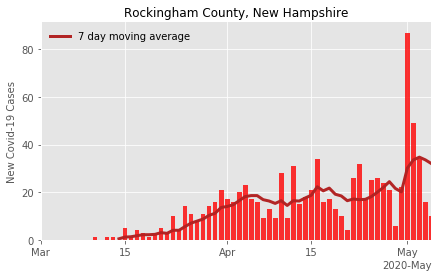 Rockingham County, New Hampshire
7 day moving average
New Covid-19 Cases
80
60
40
20
0
Mar
15
Apr
15
May
2020-May